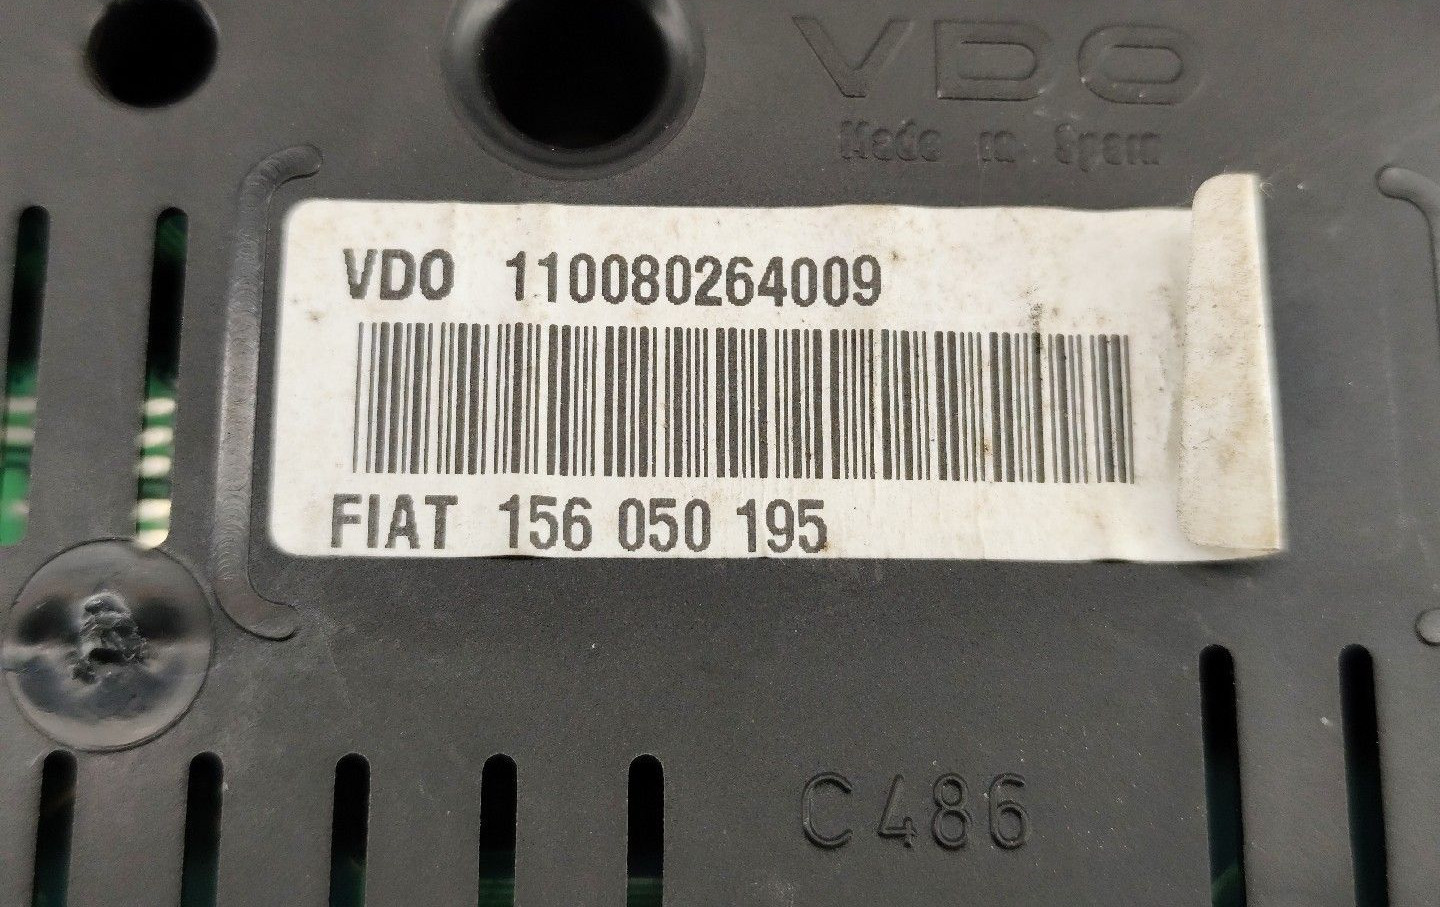 VDO
Made in Spain
VDO 110080264009
FIAT 156 050 195
C486